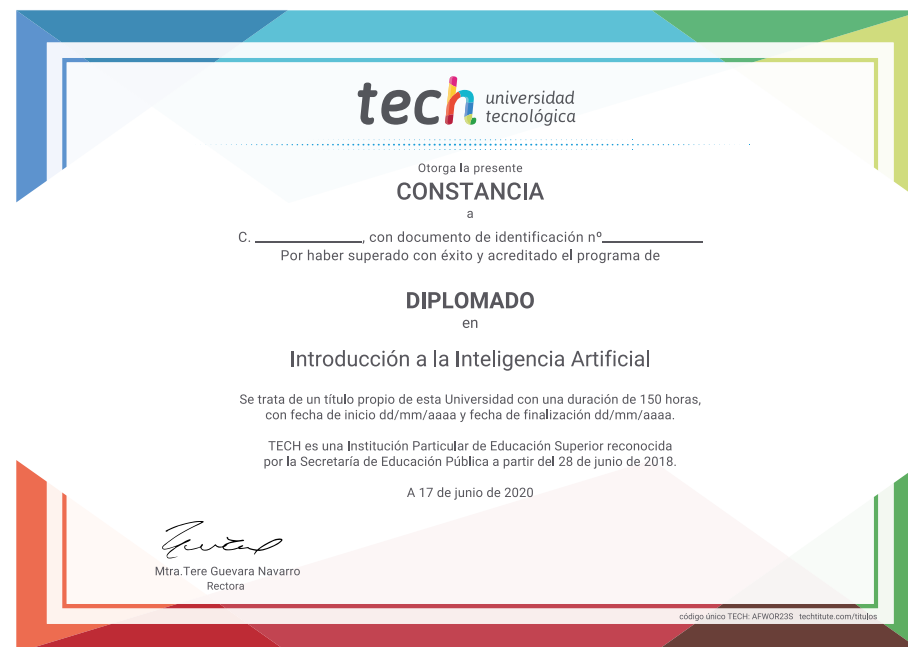 tech universidad
tecnológica
Otorga la presente
CONSTANCIA
a
C. ____________, con documento de identificación nº____________
Por haber superado con éxito y acreditado el programa de
DIPLOMADO
en
Introducción a la Inteligencia Artificial
Se trata de un título propio de esta Universidad con una duración de 150 horas,
con fecha de inicio dd/mm/aaaa y fecha de finalización dd/mm/aaaa.
TECH es una Institución Particular de Educación Superior reconocida
por la Secretaría de Educación Pública a partir del 28 de junio de 2018.
A 17 de junio de 2020
Mtra.Tere Guevara Navarro
Rectora
código único TECH: AFWOR23S techtitute.com/titulos